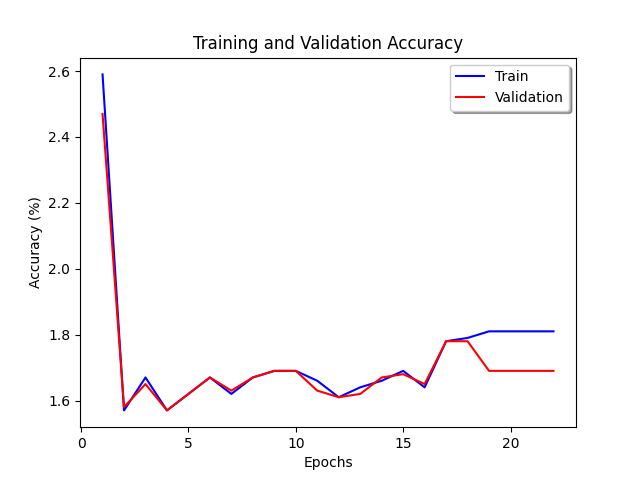 Training and Validation Accuracy
Train
Validation
2.6
2.4
2.2
2.0
1.8
1.6
Accuracy (%)
0 5 10 15 20
Epochs